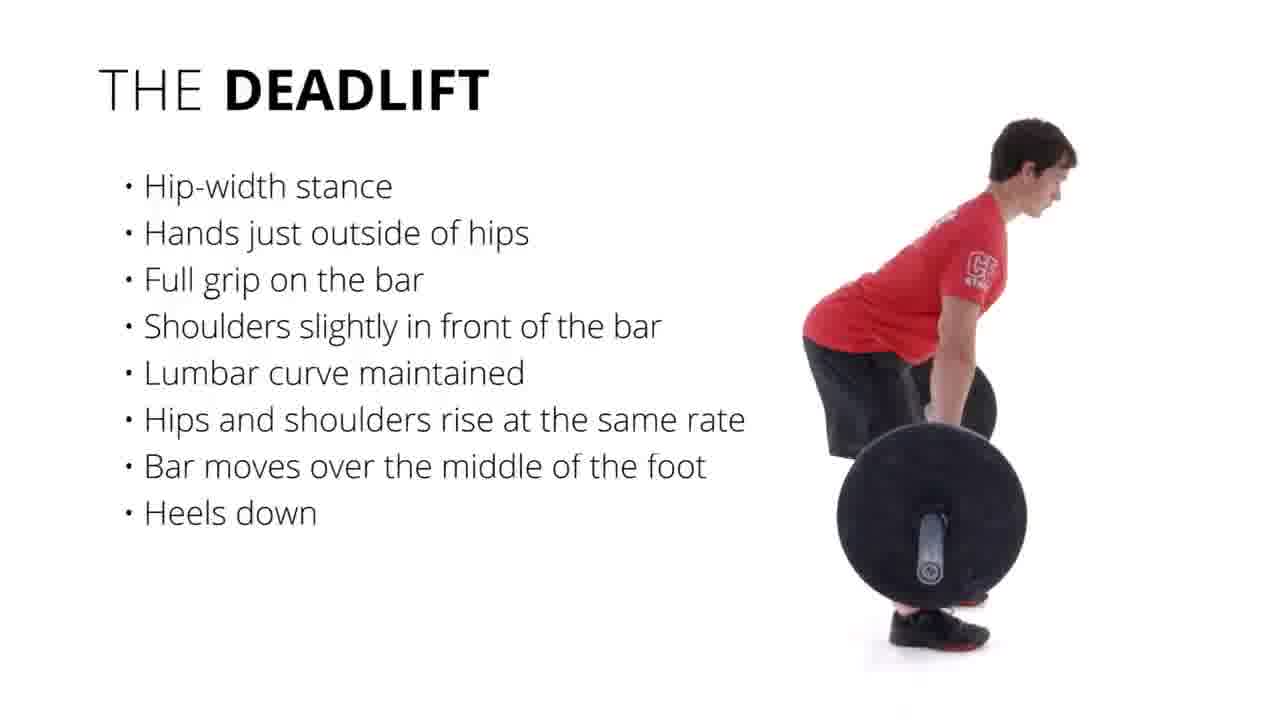 THE DEADLIFT
• Hip-width stance
• Hands just outside of hips
• Full grip on the bar
• Shoulders slightly in front of the bar
• Lumbar curve maintained
• Hips and shoulders rise at the same rate
• Bar moves over the middle of the foot
• Heels down